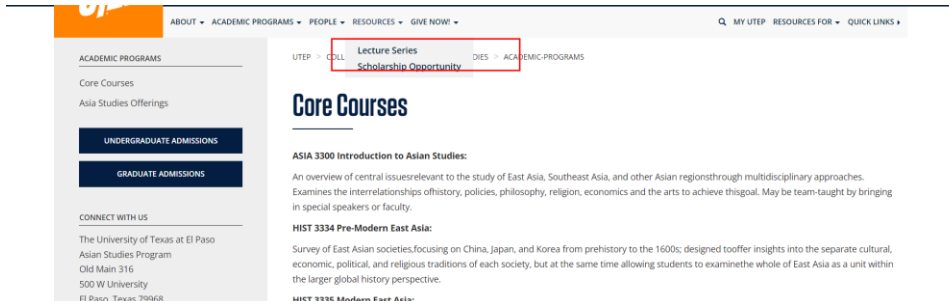 ABOUT ACADEMIC PROGRAMS PEOPLE RESOURCES GIVE NOW! MY UTEP RESOURCES FOR QUICK LINKS
Lecture Series
Scholarship Opportunity
UTEP > > ACADEMIC-PROGRAMS
ACADEMIC PROGRAMS
Core Courses
Asia Studies Offerings
UNDERGRADUATE ADMISSIONS
GRADUATE ADMISSIONS
CONNECT WITH US
The University of Texas at El Paso
Asian Studies Program
Old Main 316
500 W University
El Paso, Texas 79968
Core Courses
ASIA 3300 Introduction to Asian Studies:
An overview of central issuesrelevant to the study of East Asia, Southeast Asia, and other Asian regionsthrough multidisciplinary approaches.
Examines the interrelationships ofhistory, policies, philosophy, religion, economics and the arts to achieve thisgoal. May be team-taught by bringing
in special speakers or faculty.
HIST 3334 Pre-Modern East Asia:
Survey of East Asian societies,focusing on China, Japan, and Korea from prehistory to the 1600s; designed tooffer insights into the separate cultural,
economic, political, and religious traditions of each society, but at the same time allowing students to examinethe whole of East Asia as a unit within
the larger global history perspective.
HIST 3335 Modern East Asia: